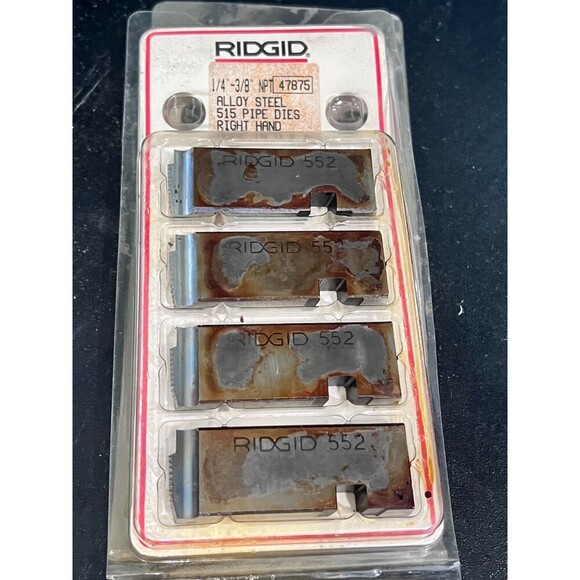 RIDGID
1/4"-3/8" NPT 47875
ALLOY STEEL
515 PIPE DIES
RIGHT HAND
RIDGID 552
RIDGID 552
RIDGID 552
RIDGID 552